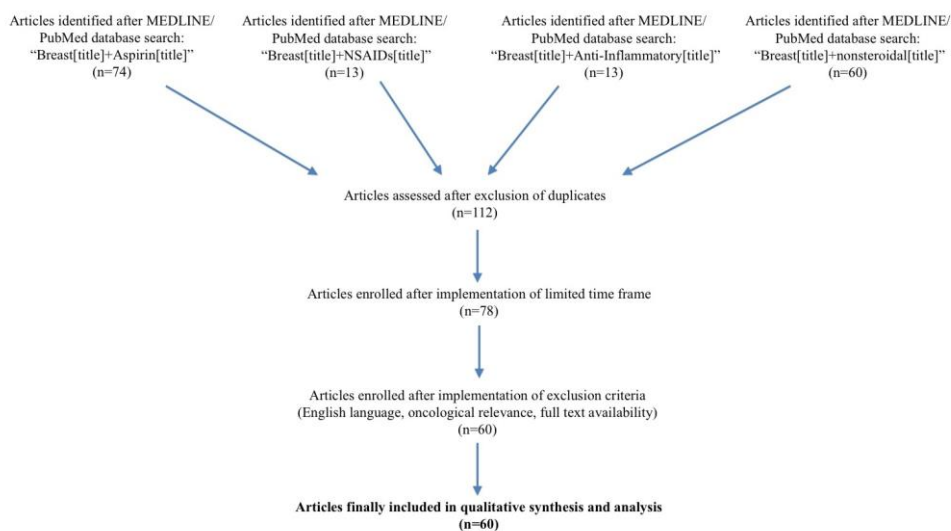 Articles identified after MEDLINE/
PubMed database search:
“Breast[title]+Aspirin[title]”
(n=74)
Articles identified after MEDLINE/
PubMed database search:
“Breast[title]+NSAIDs[title]”
(n=13)
Articles identified after MEDLINE/
PubMed database search:
“Breast[title]+Anti-Inflammatory[title]”
(n=13)
Articles identified after MEDLINE/
PubMed database search:
“Breast[title]+nonsteroidal[title]”
(n=60)
Articles assessed after exclusion of duplicates
(n=112)
Articles enrolled after implementation of limited time frame
(n=78)
Articles enrolled after implementation of exclusion criteria
(English language, oncological relevance, full text availability)
(n=60)
Articles finally included in qualitative synthesis and analysis
(n=60)